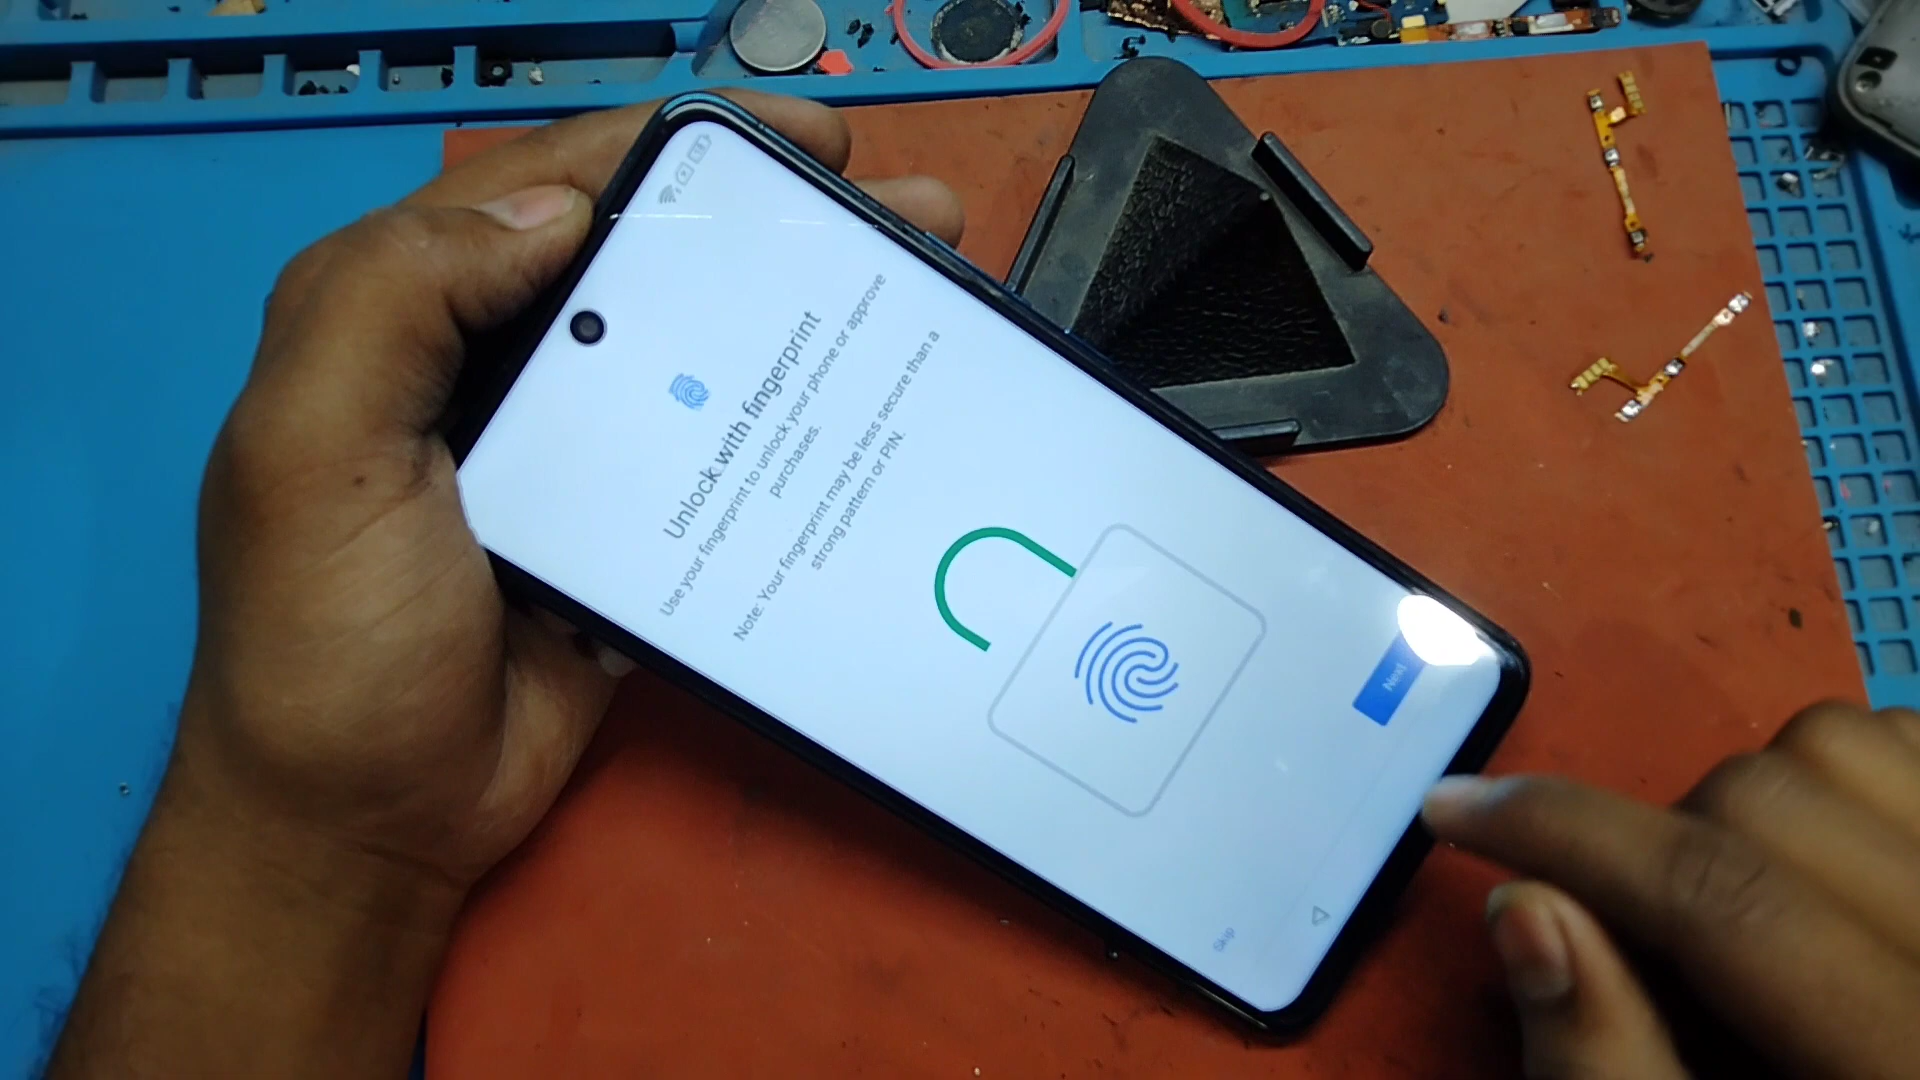 Unlock with fingerprint
Use your fingerprint to unlock your phone or approve
purchases.
Note: Your fingerprint may be less secure than a
strong pattern or PIN.
Next
Skip